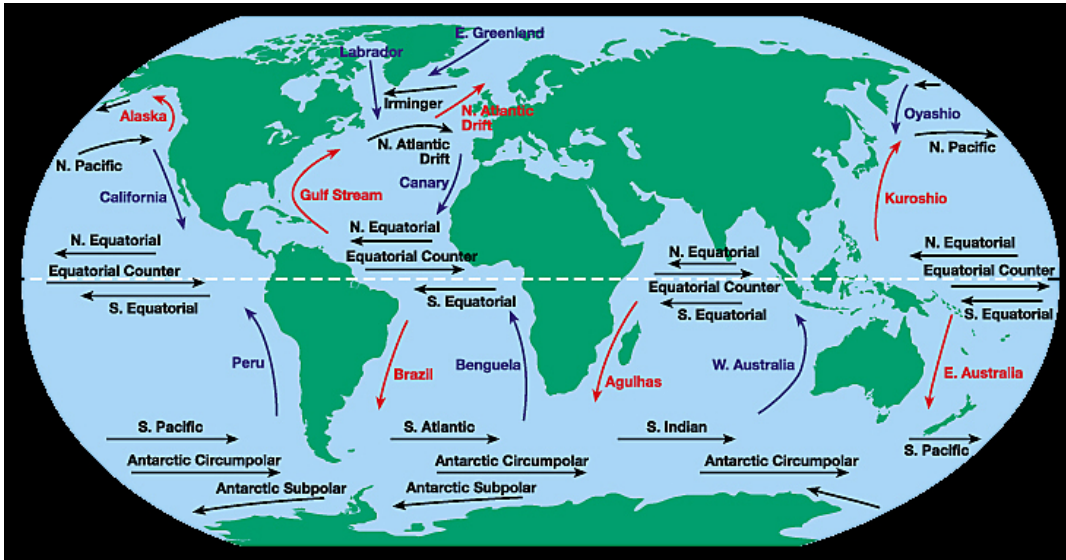 E. Greenland
Labrador
Irminger
Alaska
N. Atlantic
Drift
Oyashio
N. Pacific
N. Atlantic
Drift
N. Pacific
California
Gulf Stream
Canary
Kuroshio
N. Equatorial
N. Equatorial
N. Equatorial
N. Equatorial
Equatorial Counter
Equatorial Counter
Equatorial Counter
Equatorial Counter
S. Equatorial
S. Equatorial
S. Equatorial
S. Equatorial
Peru
Brazil
Benguela
Agulhas
W. Australia
E. Australia
S. Pacific
S. Atlantic
S. Indian
S. Pacific
Antarctic Circumpolar
Antarctic Circumpolar
Antarctic Circumpolar
Antarctic Subpolar
Antarctic Subpolar